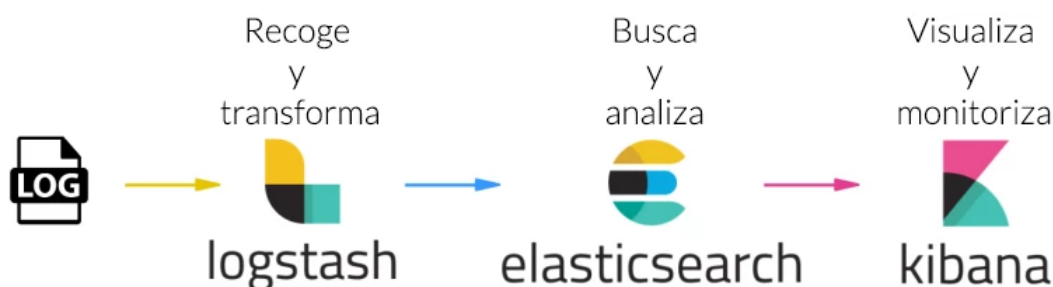 Recoge
y
transforma
Busca
y
analiza
Visualiza
y
monitoriza
LOG
logstash
elasticsearch
kibana